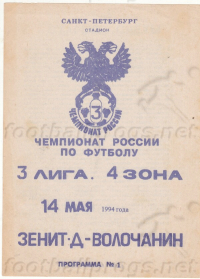 САНКТ-ПЕТЕРБУРГ
СТАДИОН
3
ЧЕМПИОНАТ РОССИИ
ЧЕМПИОНАТ РОССИИ
ПО ФУТБОЛУ
3 ЛИГА. 4 ЗОНА
14 МАЯ 1994 года
ЗЕНИТ-Д-ВОЛОЧАНИН
ПРОГРАММА № 1